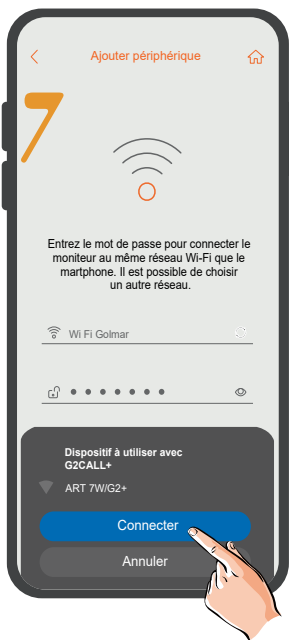 Ajouter périphérique
7
Entrez le mot de passe pour connecter le
moniteur au même réseau Wi-Fi que le
martphone. Il est possible de choisir
un autre réseau.
Wi Fi Golmar
Dispositif à utiliser avec
G2CALL+
ART 7W/G2+
Connecter
Annuler